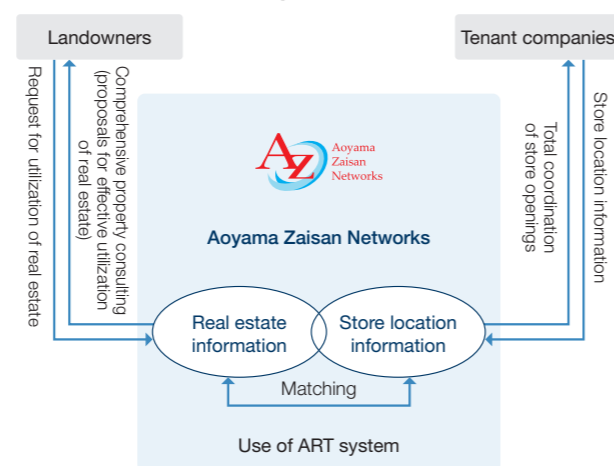 Landowners
Tenant companies
Request for utilization of real estate
Comprehensive property consulting
(proposals for effective utilization
of real estate)
Total coordination
of store openings
Store location information
AZ
Aoyama
Zaisan
Networks
Aoyama Zaisan Networks
Real estate
information
Store location
information
Matching
Use of ART system